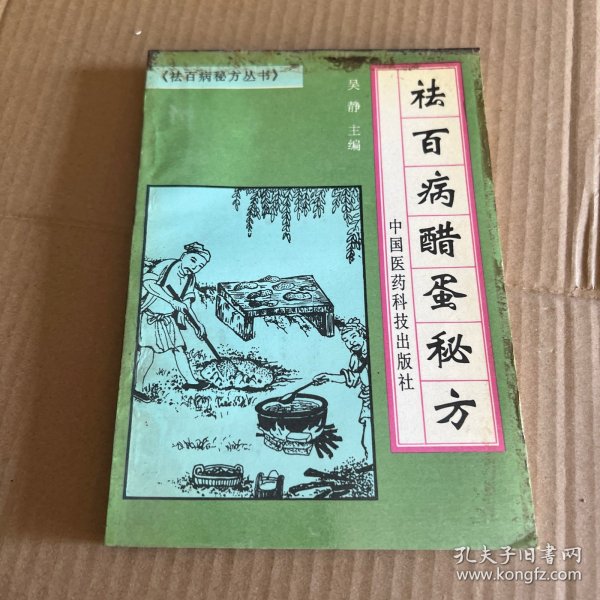 《祛百病秘方丛书》
吴静 主编
祛百病醋蛋秘方
中国医药科技出版社
孔夫子旧书网
www.kongfz.com